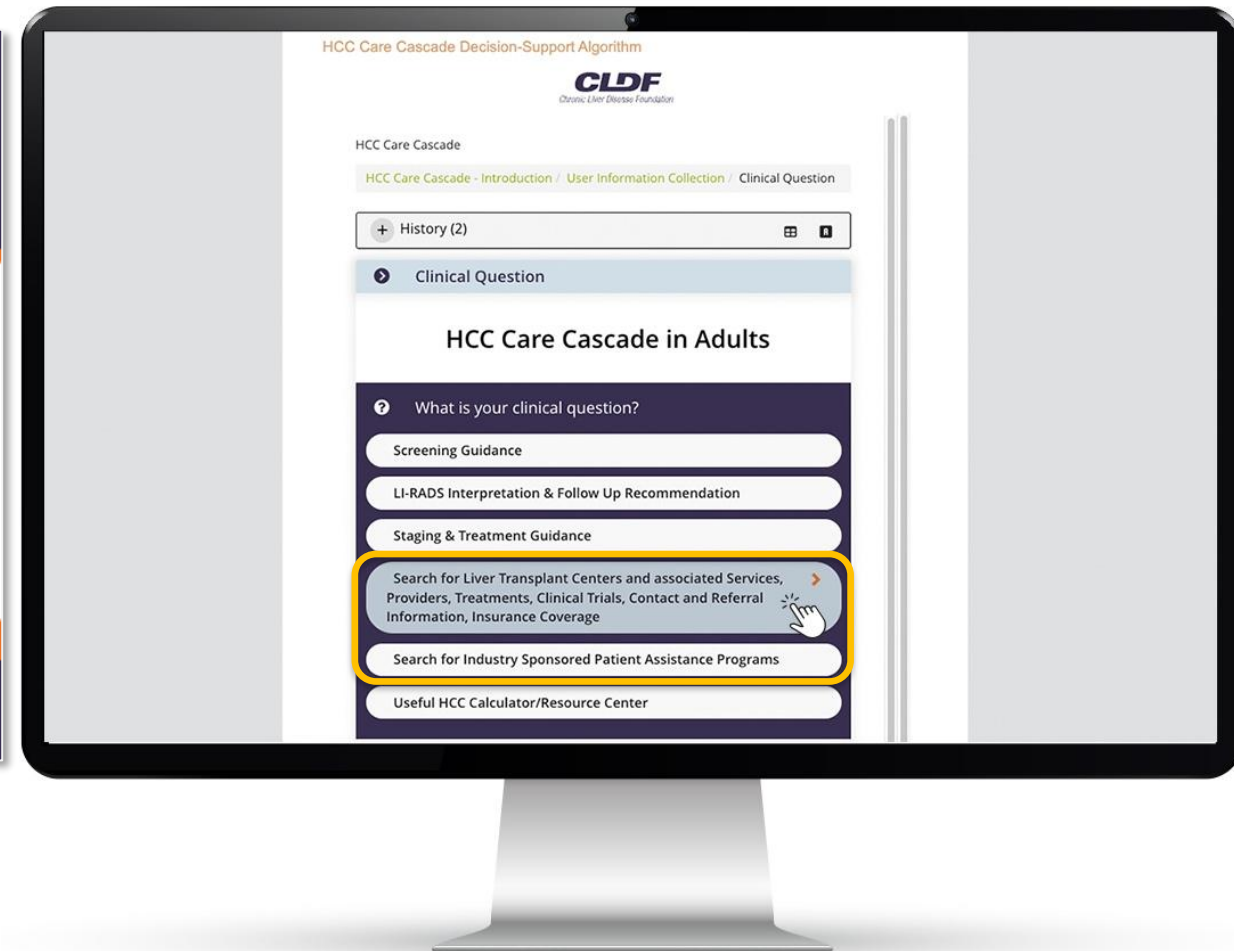 HCC Care Cascade Decision-Support Algorithm
CLDF
Chronic Liver Disease Foundation
HCC Care Cascade
HCC Care Cascade - Introduction / User Information Collection / Clinical Question
History (2)
Clinical Question
HCC Care Cascade in Adults
What is your clinical question?
Screening Guidance
LI-RADS Interpretation & Follow Up Recommendation
Staging & Treatment Guidance
Search for Liver Transplant Centers and associated Services,
Providers, Treatments, Clinical Trials, Contact and Referral
Information, Insurance Coverage
Search for Industry Sponsored Patient Assistance Programs
Useful HCC Calculator/Resource Center